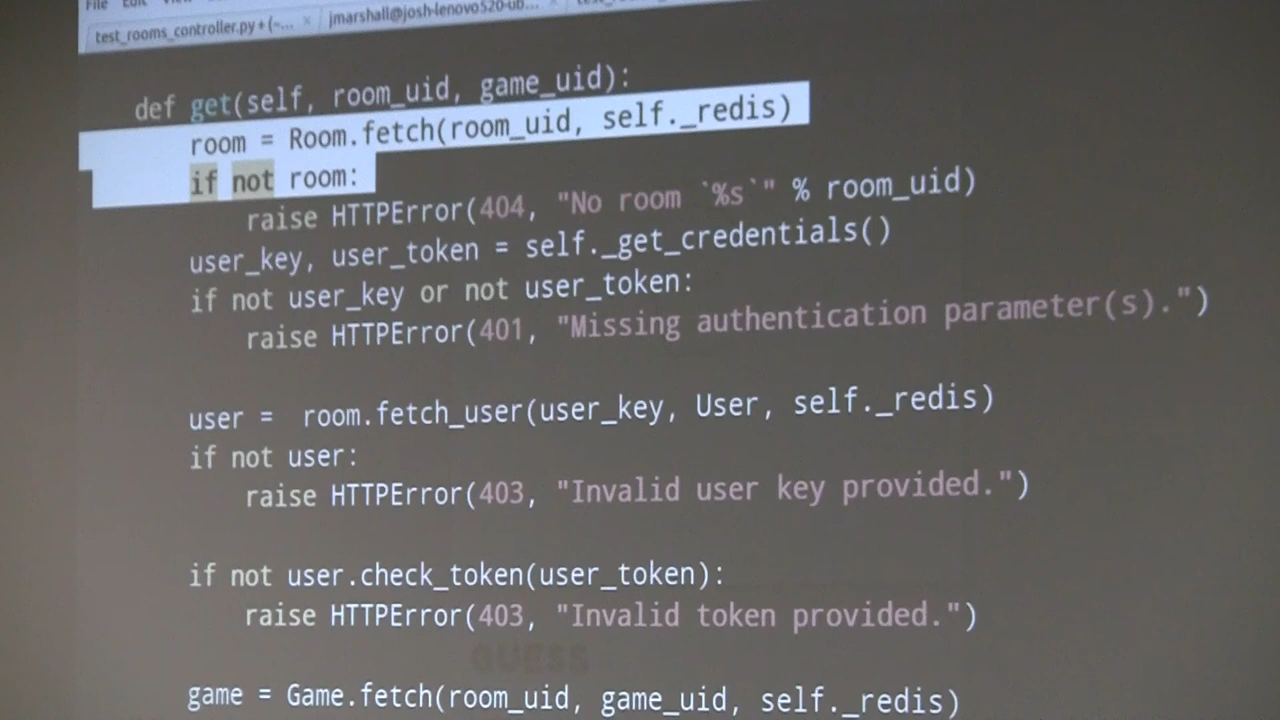 File Edit View
test_rooms_controller.py + (~... × jmarshall@josh-lenovo520-ub... ×
def get(self, room_uid, game_uid):
room = Room.fetch(room_uid, self._redis)
if not room:
raise HTTPError(404, "No room `%s`" % room_uid)
user_key, user_token = self._get_credentials()
if not user_key or not user_token:
raise HTTPError(401, "Missing authentication parameter(s).")
user =  room.fetch_user(user_key, User, self._redis)
if not user:
raise HTTPError(403, "Invalid user key provided.")
if not user.check_token(user_token):
raise HTTPError(403, "Invalid token provided.")
GUESS
game = Game.fetch(room_uid, game_uid, self._redis)